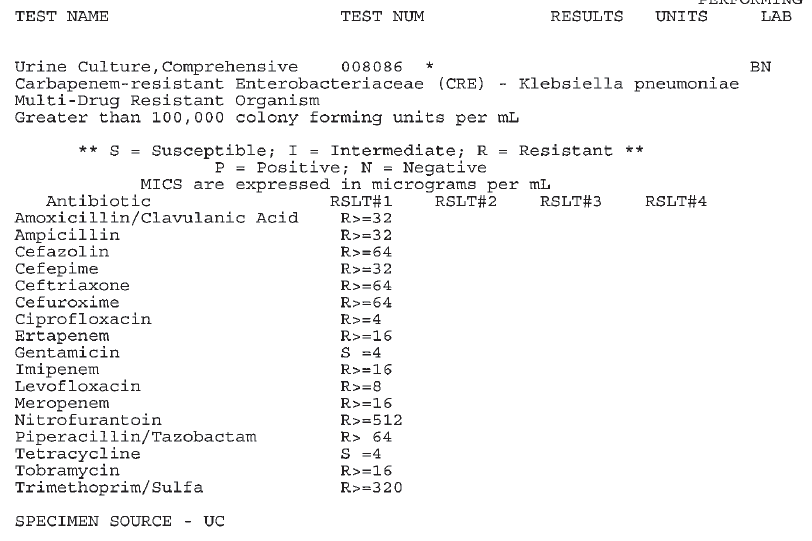 PERFORMING
TEST NAME TEST NUM RESULTS UNITS LAB
Urine Culture,Comprehensive 008086 * BN
Carbapenem-resistant Enterobacteriaceae (CRE) - Klebsiella pneumoniae
Multi-Drug Resistant Organism
Greater than 100,000 colony forming units per mL
** S = Susceptible; I = Intermediate; R = Resistant **
P = Positive; N = Negative
MICS are expressed in micrograms per mL
Antibiotic RSLT#1 RSLT#2 RSLT#3 RSLT#4
Amoxicillin/Clavulanic Acid R>=32
Ampicillin R>=32
Cefazolin R>=64
Cefepime R>=32
Ceftriaxone R>=64
Cefuroxime R>=64
Ciprofloxacin R>=4
Ertapenem R>=16
Gentamicin S =4
Imipenem R>=16
Levofloxacin R>=8
Meropenem R>=16
Nitrofurantoin R>=512
Piperacillin/Tazobactam R> 64
Tetracycline S =4
Tobramycin R>=16
Trimethoprim/Sulfa R>=320
SPECIMEN SOURCE - UC